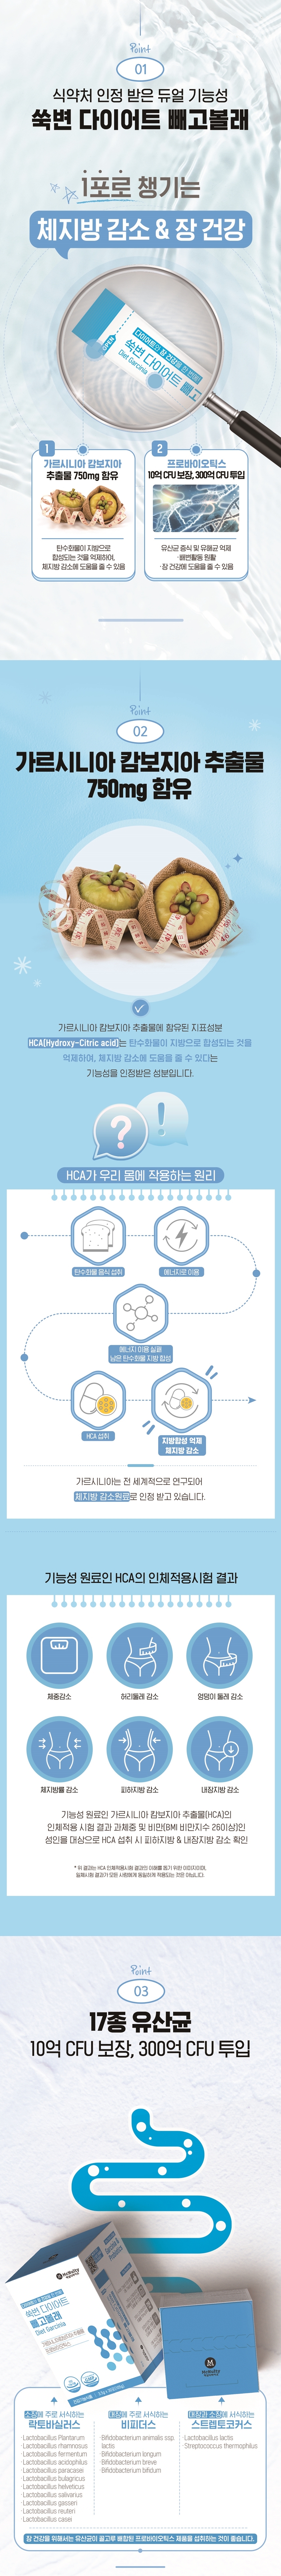 Point
01
식약처 인정 받은 듀얼 기능성
쏙변 다이어트 빼고볼래
1포로 챙기는
체지방 감소 & 장 건강
OPEN
다이어트와 장 건강을 한 번에!
쏙변 다이어트 빼고
Diet Garcinia
1
가르시니아 캄보지아
추출물 750mg 함유
탄수화물이 지방으로
합성되는 것을 억제하여,
체지방 감소에 도움을 줄 수 있음
2
프로바이오틱스
10억 CFU 보장, 300억 CFU 투입
유산균 증식 및 유해균 억제
·배변활동 원활
·장 건강에 도움을 줄 수 있음
Point
02
가르시니아 캄보지아 추출물
750mg 함유
가르시니아 캄보지아 추출물에 함유된 지표성분
HCA[Hydroxy-Citric acid]는 탄수화물이 지방으로 합성되는 것을
억제하여, 체지방 감소에 도움을 줄 수 있다는
기능성을 인정받은 성분입니다.
?
!
HCA가 우리 몸에 작용하는 원리
탄수화물 음식 섭취
에너지로 이용
에너지 이용 실패
남은 탄수화물 지방 합성
HCA 섭취
지방합성 억제
체지방 감소
가르시니아는 전 세계적으로 연구되어
체지방 감소원료로 인정 받고 있습니다.
기능성 원료인 HCA의 인체적용시험 결과
체중감소
허리둘레 감소
엉덩이 둘레 감소
체지방률 감소
피하지방 감소
내장지방 감소
기능성 원료인 가르시니아 캄보지아 추출물(HCA)의
인체적용 시험 결과 과체중 및 비만(BMI 비만지수 26이상)인
성인을 대상으로 HCA 섭취 시 피하지방 & 내장지방 감소 확인
* 위 결과는 HCA 인체적용시험 결과의 이해를 돕기 위한 이미지이며,
일체시험 결과가 모든 사람에게 동일하게 적용되는 것은 아닙니다.
Point
03
17종 유산균
10억 CFU 보장, 300억 CFU 투입
McNulty
쏙변 다이어트
빼고볼래
Diet Garcinia
McNulty
소장에 주로 서식하는
락토바실러스
·Lactobacillus Plantarum
·Lactobacillus rhamnosus
·Lactobacillus fermentum
·Lactobacillus acidophilus
·Lactobacillus paracasei
·Lactobacillus bulagricus
·Lactobacillus helveticus
·Lactobacillus salivarius
·Lactobacillus gasseri
·Lactobacillus reuteri
·Lactobacillus casei
대장에 주로 서식하는
비피더스
·Bifidobacterium animalis ssp.
lactis
·Bifidobacterium longum
·Bifidobacterium breve
·Bifidobacterium bifidum
대장과 소장에 서식하는
스트렙토코커스
·Lactobacillus lactis
·Streptococcus thermophilus
장 건강을 위해서는 유산균이 골고루 배합된 프로바이오틱스 제품을 섭취하는 것이 좋습니다.